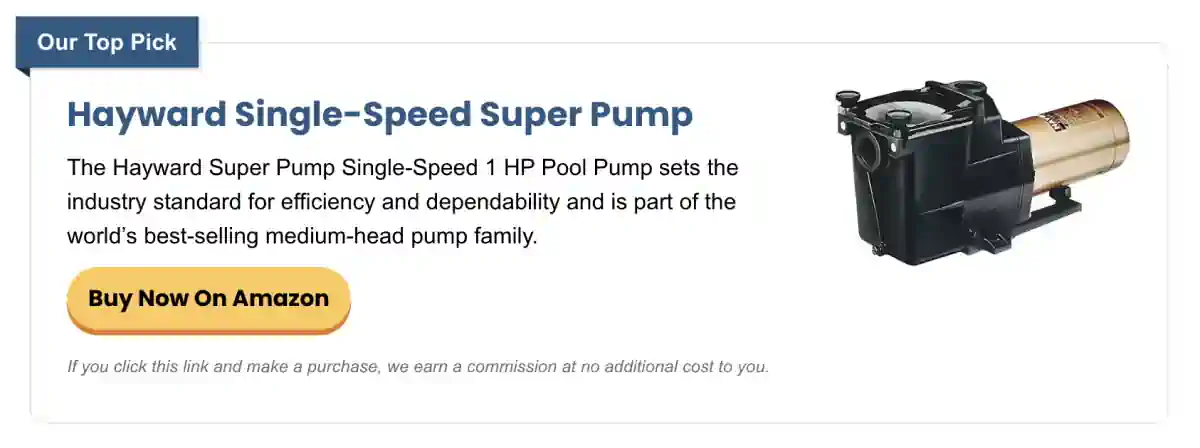 Our Top Pick
Hayward Single-Speed Super Pump
The Hayward Super Pump Single-Speed 1 HP Pool Pump sets the
industry standard for efficiency and dependability and is part of the
world’s best-selling medium-head pump family.
Buy Now On Amazon
If you click this link and make a purchase, we earn a commission at no additional cost to you.